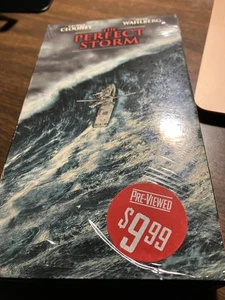 CLOONEY WAHLBERG
THE
PERFECT
STORM
PRE-VIEWED
$9.99